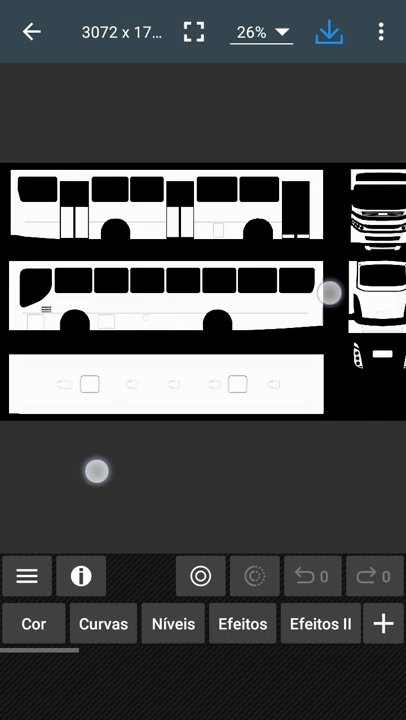 3072 x 17...
26%
0
0
Cor
Curvas
Níveis
Efeitos
Efeitos II